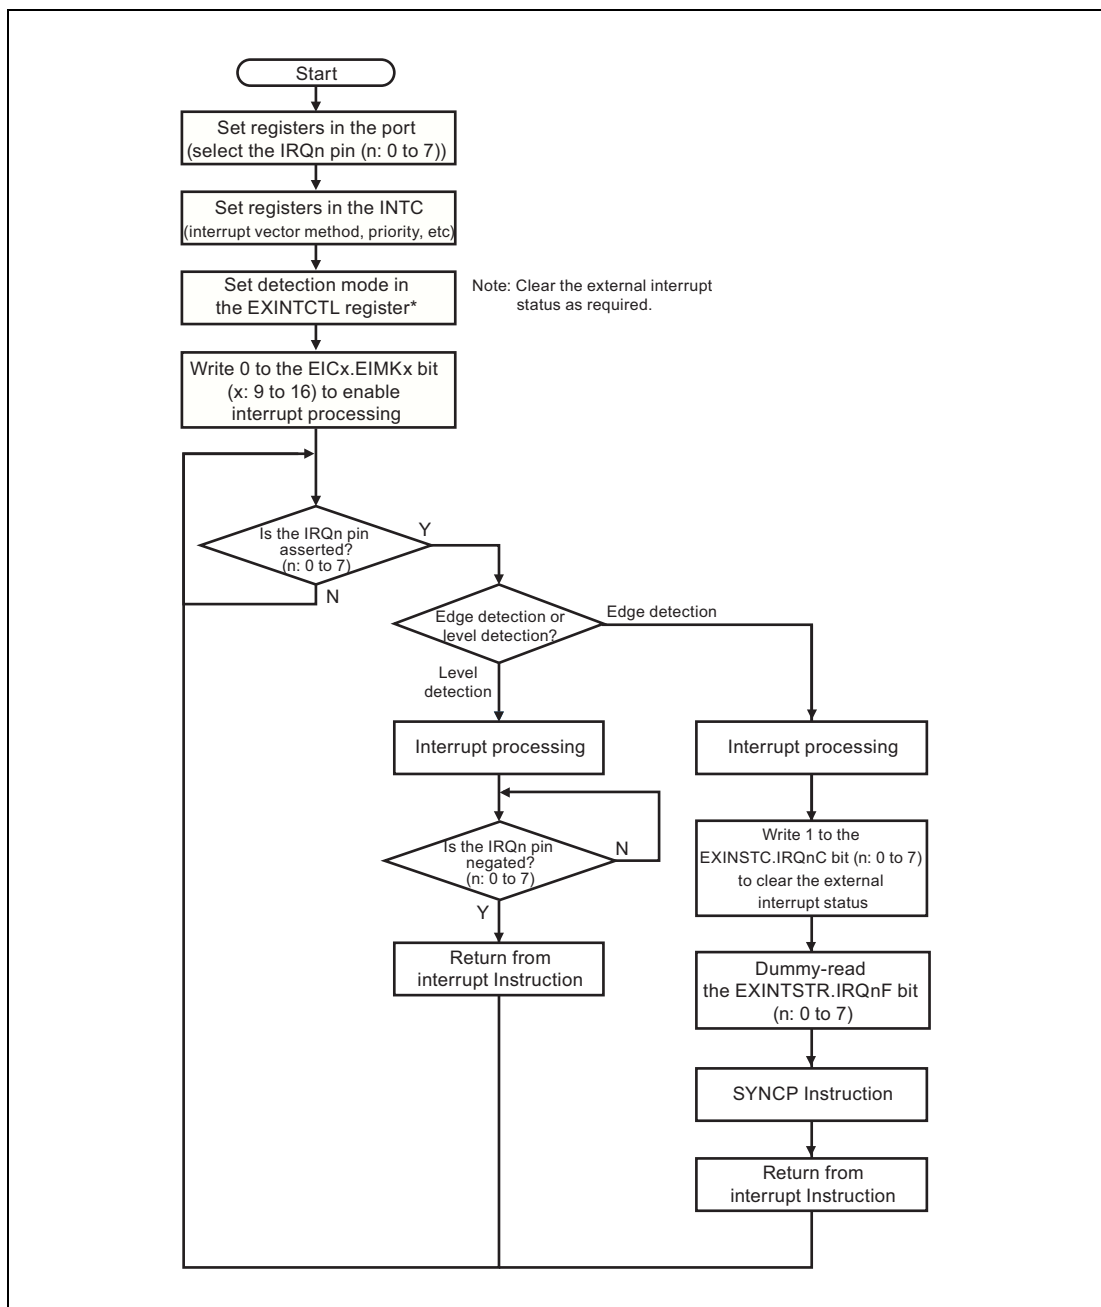 Start
Set registers in the port
(select the IRQn pin (n: 0 to 7))
Set registers in the INTC
(interrupt vector method, priority, etc)
Set detection mode in
the EXINTCTL register*
Note: Clear the external interrupt
status as required.
Write 0 to the EICx.EIMKx bit
(x: 9 to 16) to enable
interrupt processing
Is the IRQn pin
asserted?
(n: 0 to 7)
Y
N
Edge detection or
level detection?
Edge detection
Level
detection
Interrupt processing
Interrupt processing
Is the IRQn pin
negated?
(n: 0 to 7)
N
Y
Return from
interrupt Instruction
Write 1 to the
EXINSTC.IRQnC bit (n: 0 to 7)
to clear the external
interrupt status
Dummy-read
the EXINTSTR.IRQnF bit
(n: 0 to 7)
SYNCP Instruction
Return from
interrupt Instruction